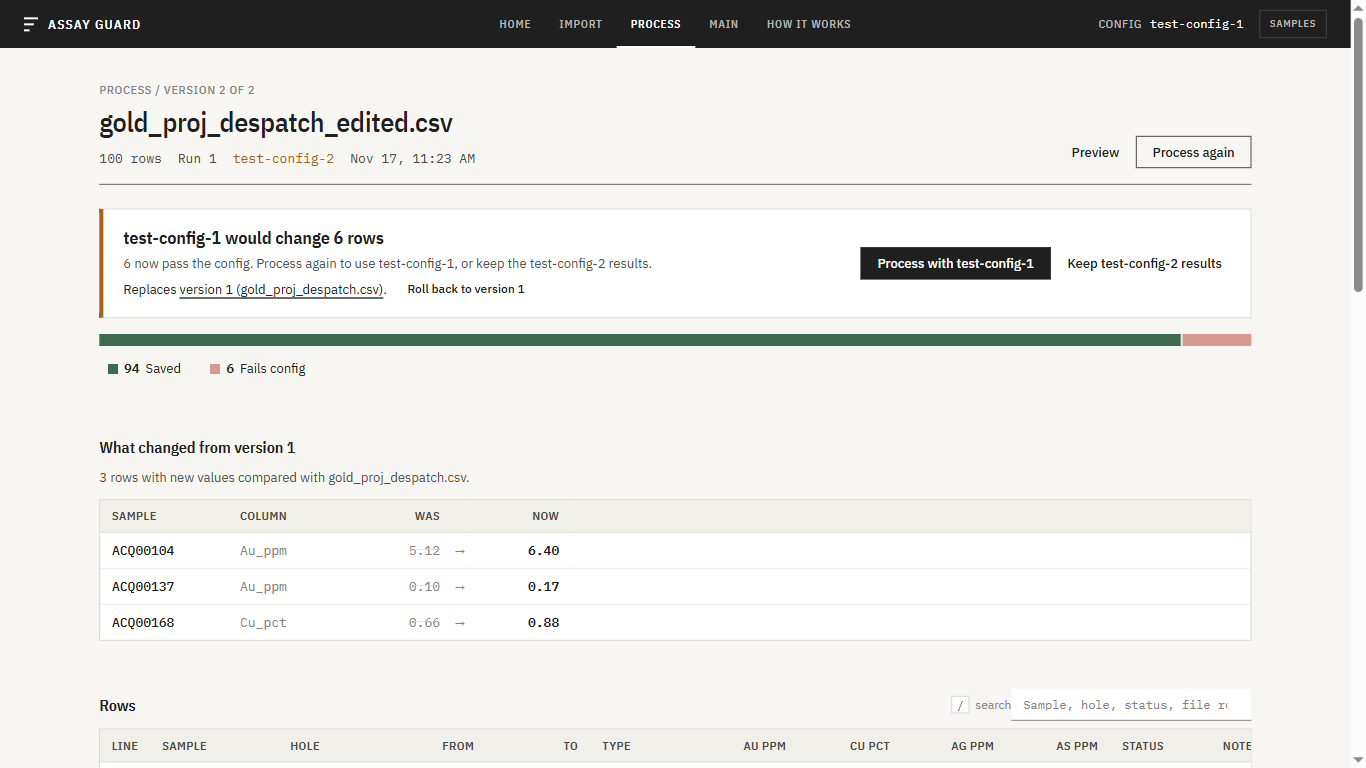 ASSAY GUARD HOME IMPORT PROCESS MAIN HOW IT WORKS CONFIG test-config-1 SAMPLES
PROCESS / VERSION 2 OF 2
gold_proj_despatch_edited.csv
100 rows Run 1 test-config-2 Nov 17, 11:23 AM
Preview Process again
test-config-1 would change 6 rows
6 now pass the config. Process again to use test-config-1, or keep the test-config-2 results.
Process with test-config-1 Keep test-config-2 results
Replaces version 1 (gold_proj_despatch.csv). Roll back to version 1
94 Saved 6 Fails config
What changed from version 1
3 rows with new values compared with gold_proj_despatch.csv.
SAMPLE COLUMN WAS NOW
ACQ00104 Au_ppm 5.12 → 6.40
ACQ00137 Au_ppm 0.10 → 0.17
ACQ00168 Cu_pct 0.66 → 0.88
Rows / search Sample, hole, status, file
LINE SAMPLE HOLE FROM TO TYPE AU PPM CU PCT AG PPM AS PPM STATUS NOTE